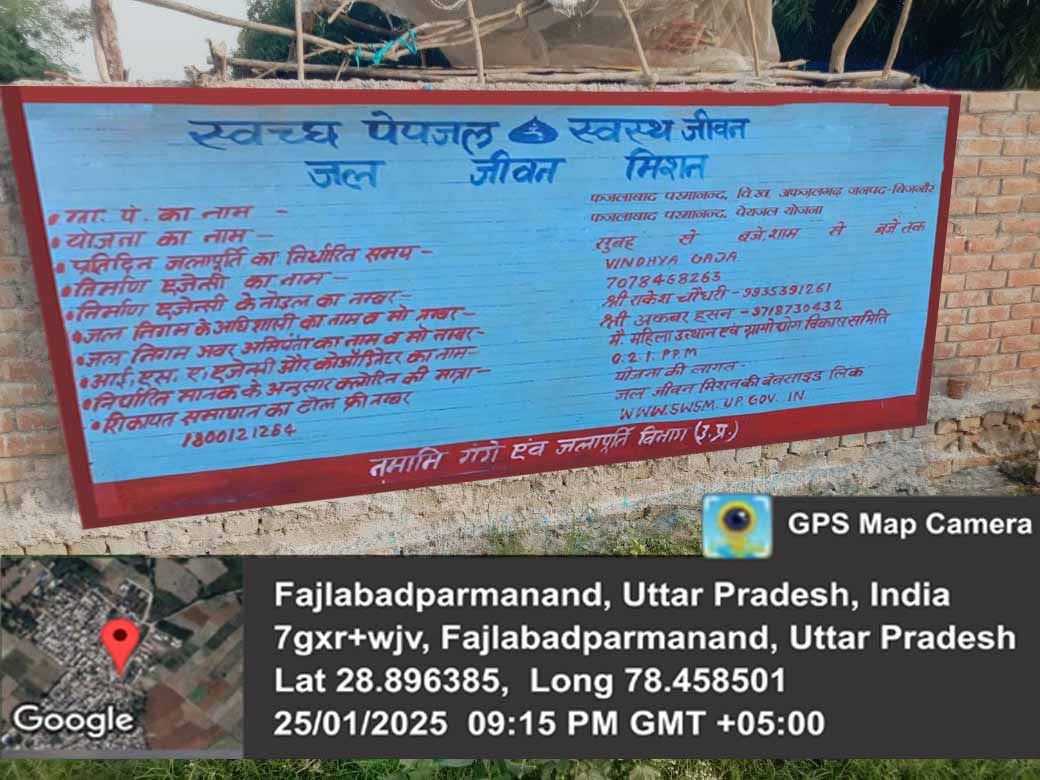 स्वच्छ पेयजल स्वस्थ जीवन
जल जीवन मिशन
• ग्रा. पं. का नाम - फजलाबाद परमानन्द, वि.ख. अफजलगढ़ जनपद-बिजनौर
• योजना का नाम - फजलाबाद परमानन्द, पेयजल योजना
• प्रतिदिन जलापूर्ति का निर्धारित समय - सुबह से बजे, शाम से बजे तक
• निर्माण एजेन्सी का नाम - VINDHYA GAJA
• निर्माण एजेन्सी के नोडल का नम्बर - 7078468263
• जल निगम के अधिशासी का नाम व मो नम्बर - श्री राकेश चौधरी - 9935391261
• जल निगम अवर अभियंता का नाम व मो नम्बर - श्री अकबर हसन - 9718730432
• आई. एस. ए. एजेन्सी और कोऑर्डिनेटर का नाम - मै. महिला उत्थान एवं ग्रामोद्योग विकास समिति
• निर्धारित मानक के अनुसार क्लोरिन की मात्रा - 0.2 1. PPM
• शिकायत समाधान का टोल फ्री नम्बर
1800121264
योजना की लागत -
जल जीवन मिशन की वेबसाइड लिंक
WWW.SWSM.UP.GOV.IN
नमामि गंगे एंव जलापूर्ति विभाग (उ.प्र.)
GPS Map Camera
Fajlabadparmanand, Uttar Pradesh, India
7gxr+wjv, Fajlabadparmanand, Uttar Pradesh
Lat 28.896385, Long 78.458501
25/01/2025 09:15 PM GMT +05:00
Google